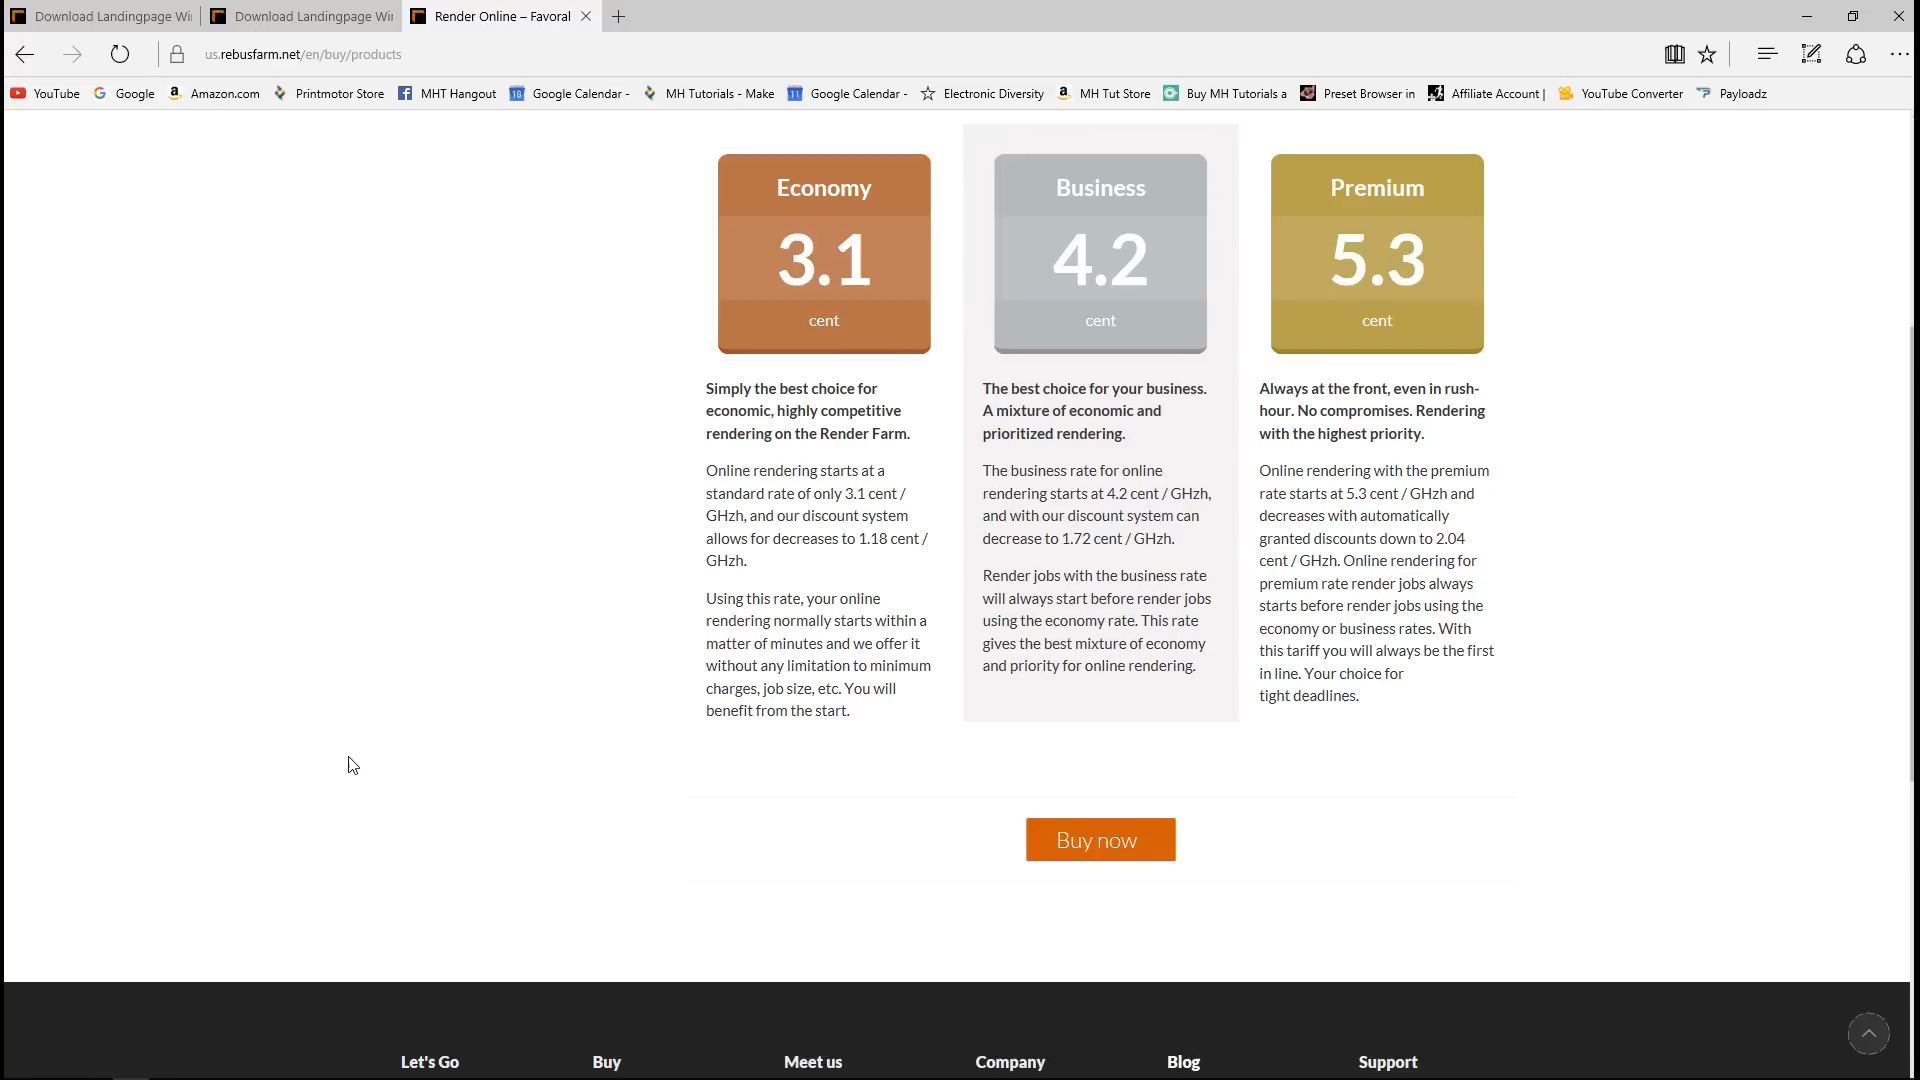 Download Landingpage Wi
Download Landingpage Wi
Render Online – Favoral
us.rebusfarm.net/en/buy/products
YouTube
Google
Amazon.com
Printmotor Store
MHT Hangout
Google Calendar -
MH Tutorials - Make
Google Calendar -
Electronic Diversity
MH Tut Store
Buy MH Tutorials a
Preset Browser in
Affiliate Account |
YouTube Converter
Payloadz
Economy
3.1
cent
Simply the best choice for
economic, highly competitive
rendering on the Render Farm.
Online rendering starts at a
standard rate of only 3.1 cent /
GHzh, and our discount system
allows for decreases to 1.18 cent /
GHzh.
Using this rate, your online
rendering normally starts within a
matter of minutes and we offer it
without any limitation to minimum
charges, job size, etc. You will
benefit from the start.
Business
4.2
cent
The best choice for your business.
A mixture of economic and
prioritized rendering.
The business rate for online
rendering starts at 4.2 cent / GHzh,
and with our discount system can
decrease to 1.72 cent / GHzh.
Render jobs with the business rate
will always start before render jobs
using the economy rate. This rate
gives the best mixture of economy
and priority for online rendering.
Premium
5.3
cent
Always at the front, even in rush-
hour. No compromises. Rendering
with the highest priority.
Online rendering with the premium
rate starts at 5.3 cent / GHzh and
decreases with automatically
granted discounts down to 2.04
cent / GHzh. Online rendering for
premium rate render jobs always
starts before render jobs using the
economy or business rates. With
this tariff you will always be the first
in line. Your choice for
tight deadlines.
Buy now
Let's Go
Buy
Meet us
Company
Blog
Support